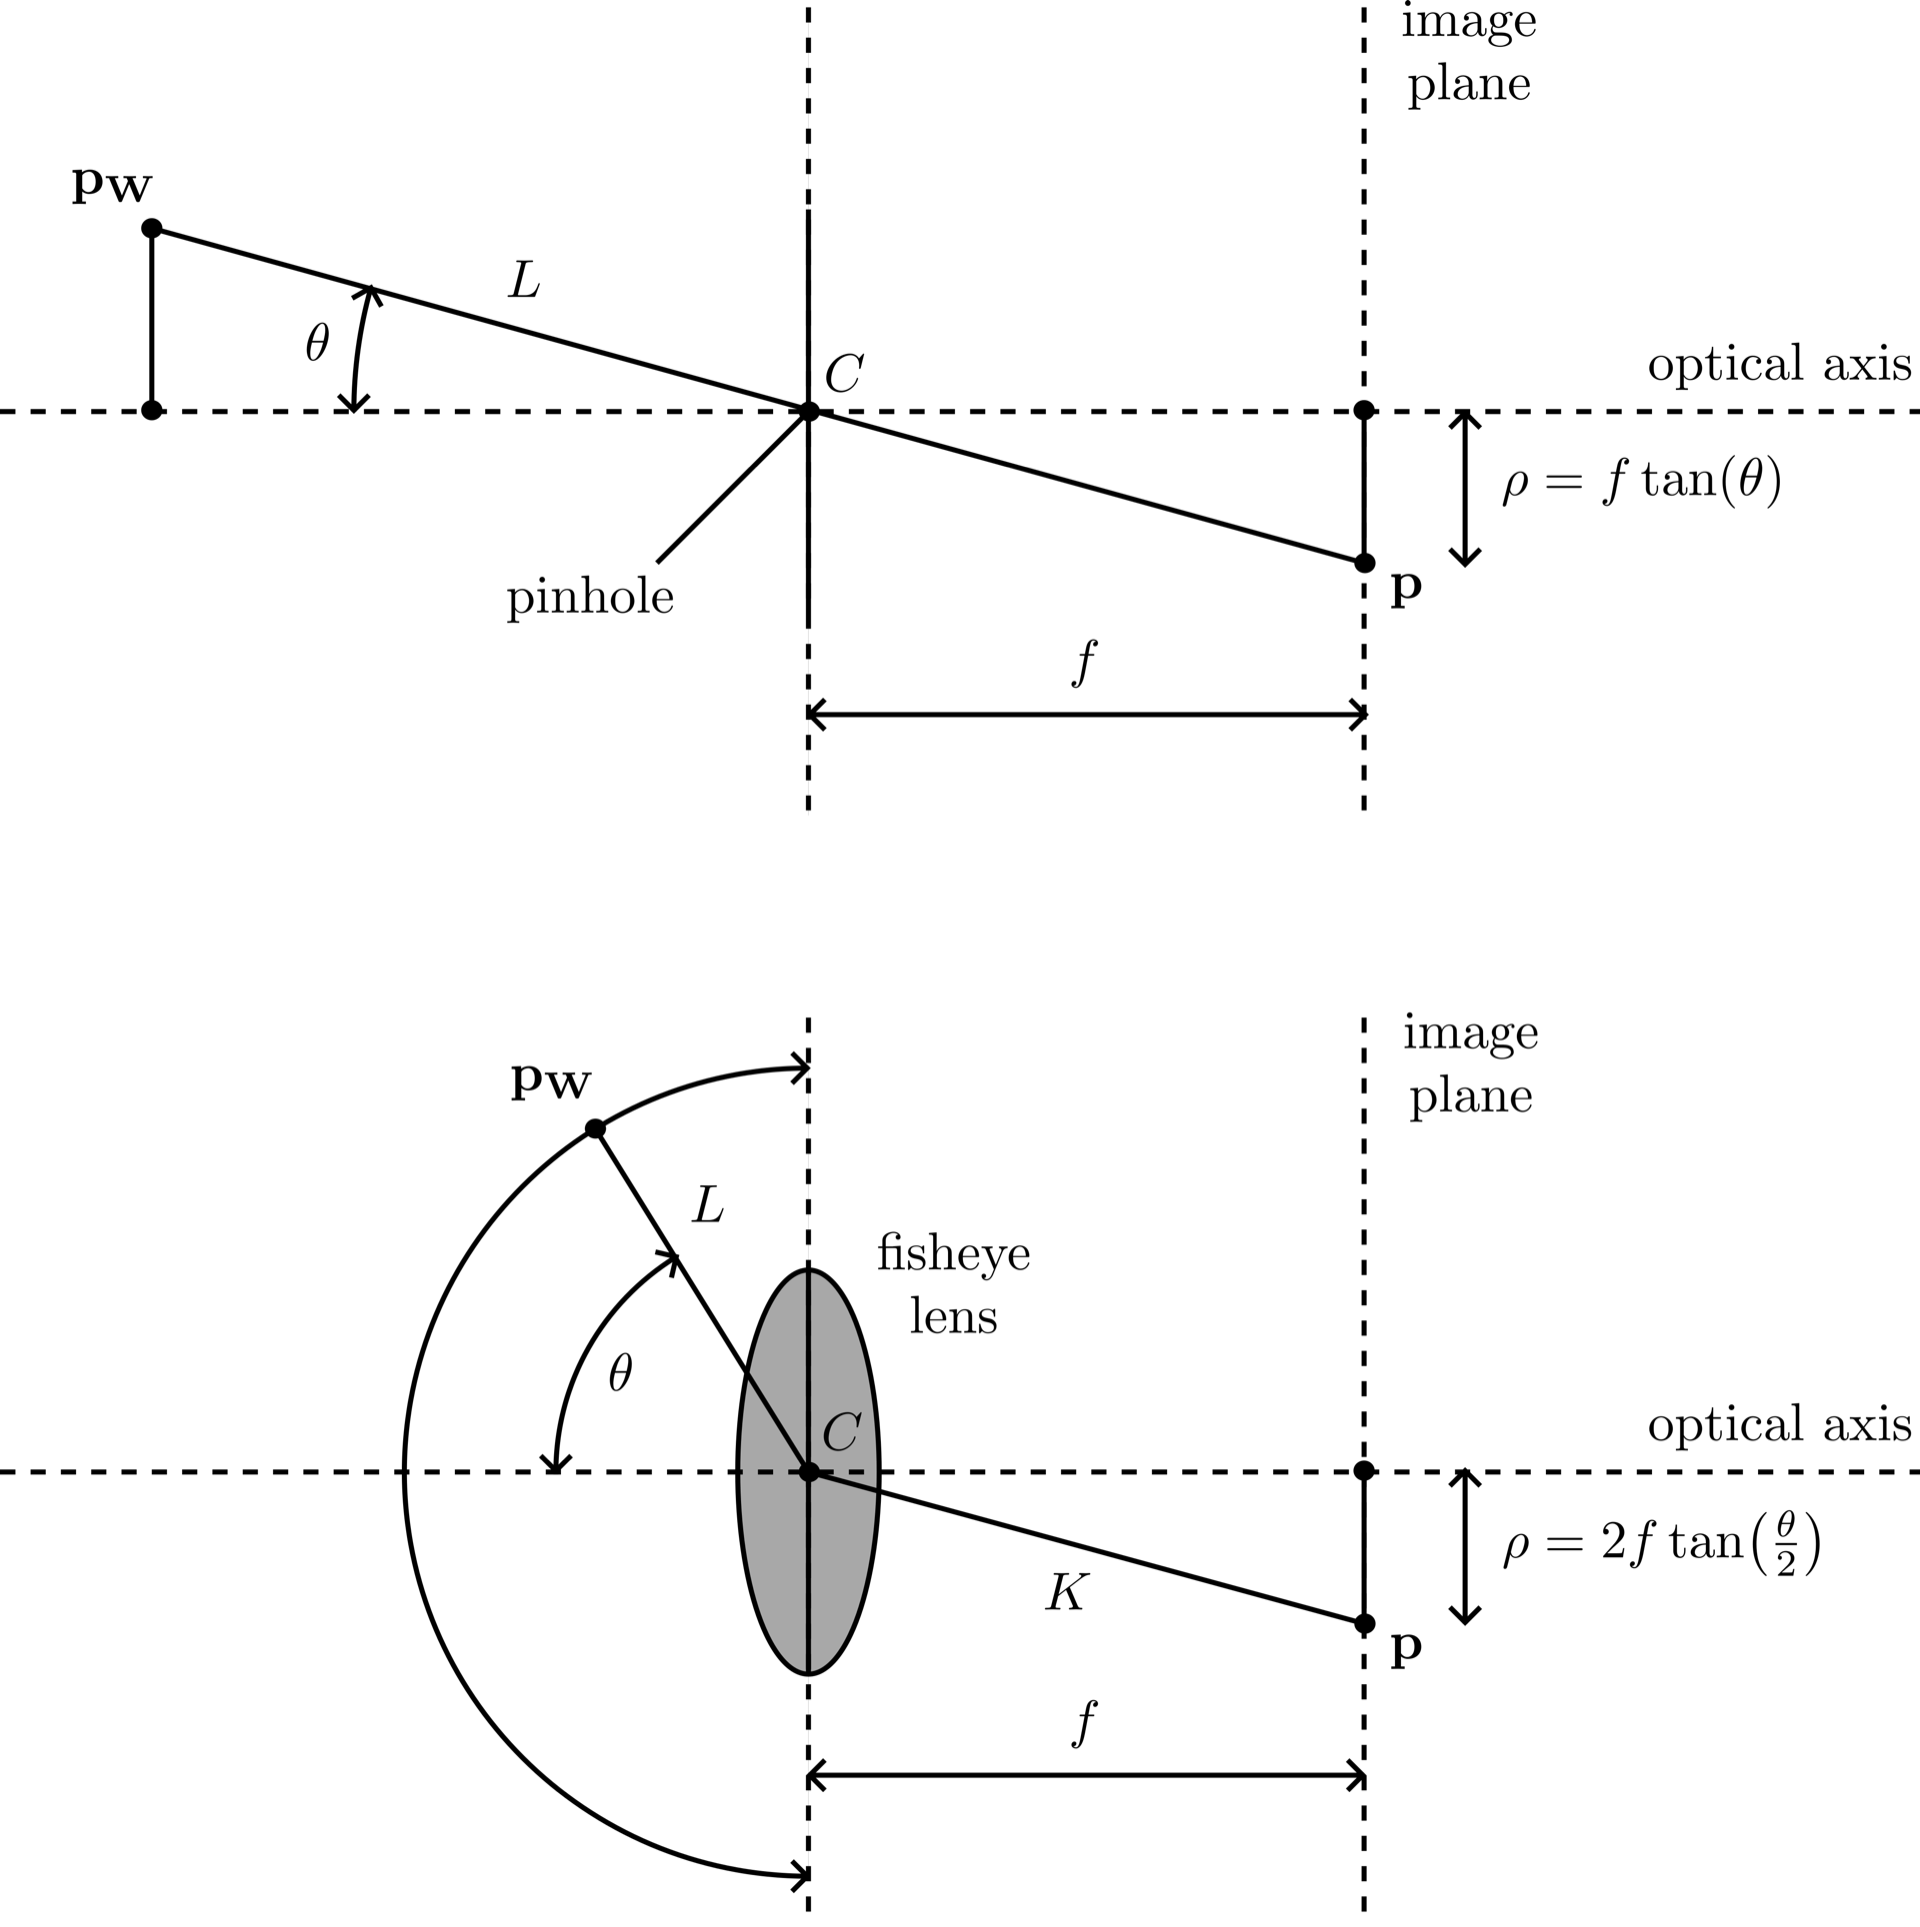 image
plane
pw
L
θ
C
optical axis
ρ = f tan(θ)
pinhole
p
f
image
plane
pw
L
fisheye
lens
θ
C
optical axis
ρ = 2f tan(θ/2)
K
p
f